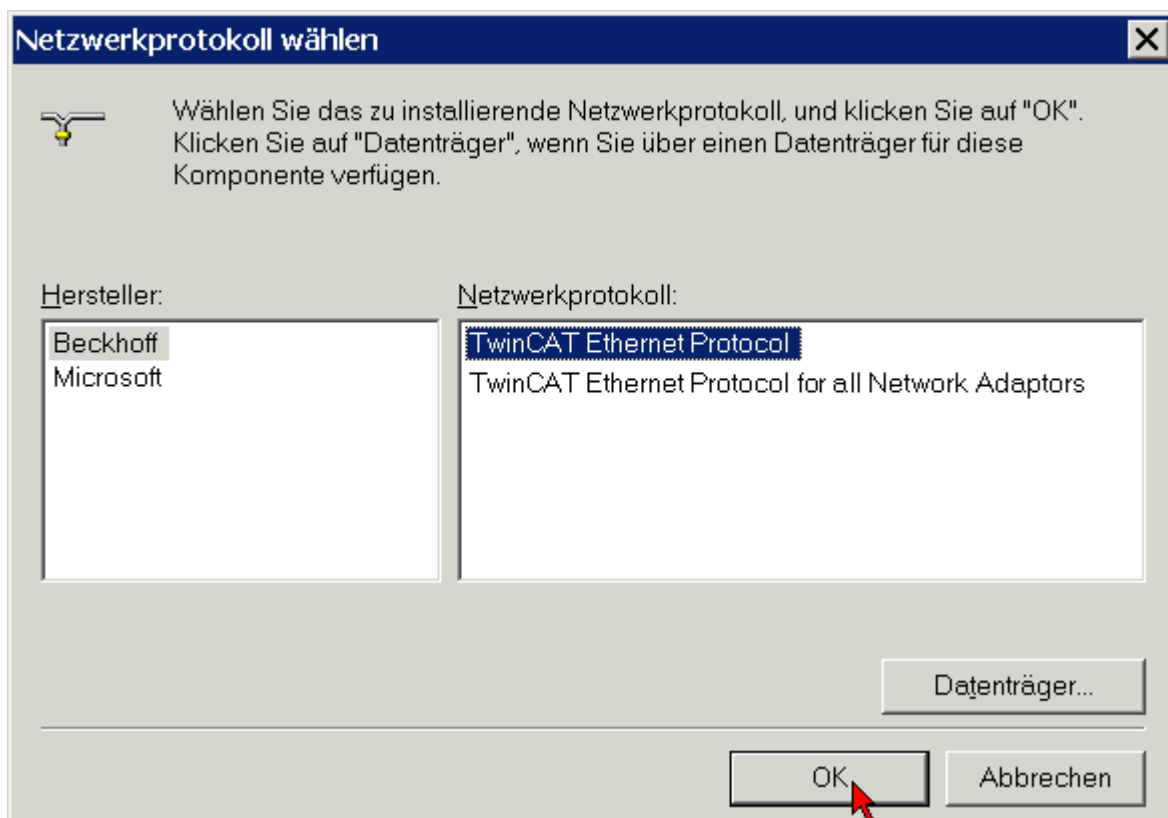 Netzwerkprotokoll wählen
Wählen Sie das zu installierende Netzwerkprotokoll, und klicken Sie auf "OK".
Klicken Sie auf "Datenträger", wenn Sie über einen Datenträger für diese
Komponente verfügen.
Hersteller:
Beckhoff
Microsoft
Netzwerkprotokoll:
TwinCAT Ethernet Protocol
TwinCAT Ethernet Protocol for all Network Adaptors
Datenträger...
OK
Abbrechen